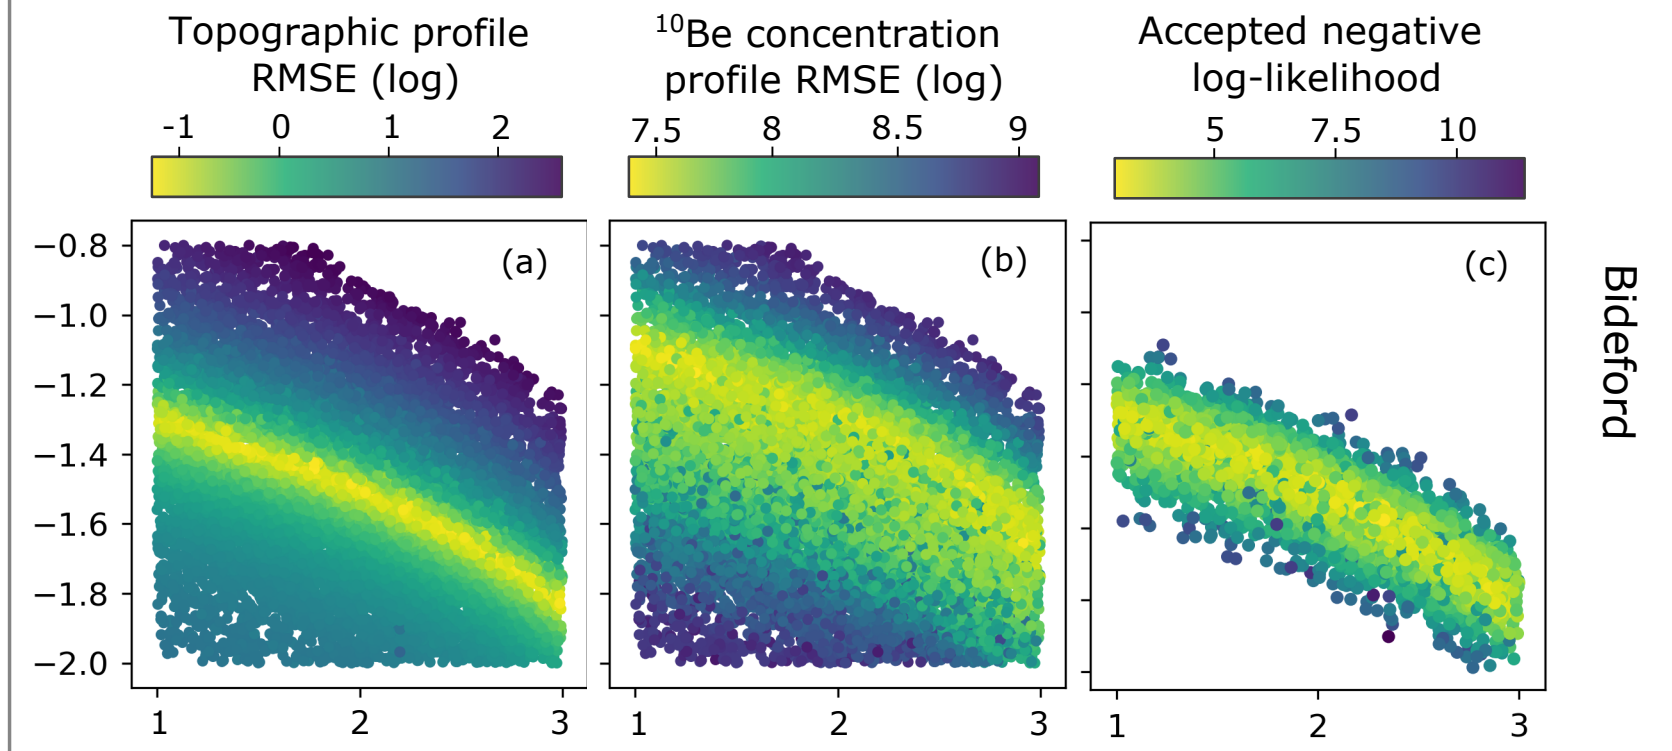 Topographic profile
RMSE (log)
¹⁰Be concentration
profile RMSE (log)
Accepted negative
log-likelihood
-1 0 1 2
7.5 8 8.5 9
5 7.5 10
−0.8
−1.0
−1.2
−1.4
−1.6
−1.8
−2.0
(a)
(b)
(c)
Bideford
1 2 3
1 2 3
1 2 3